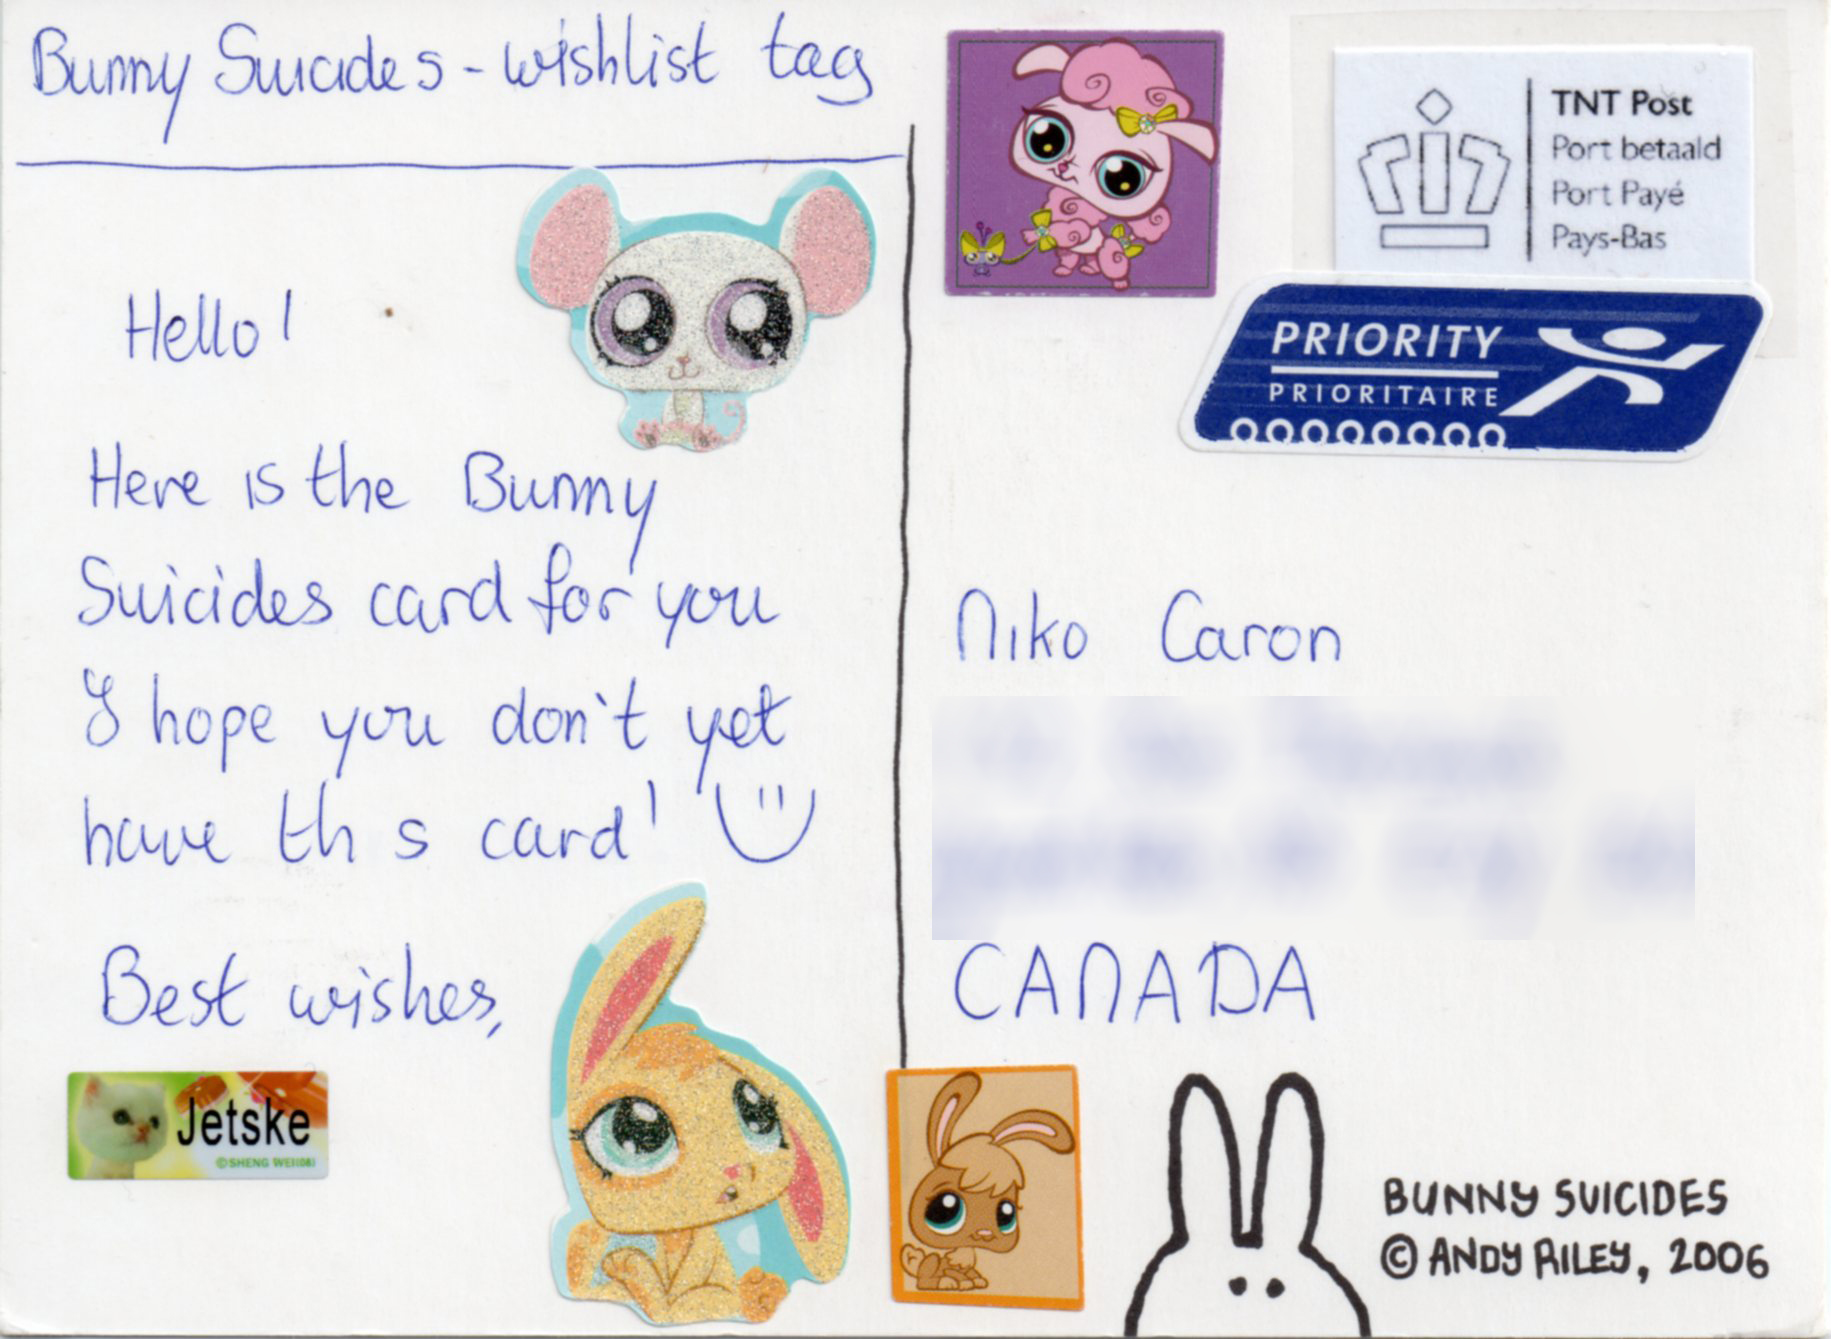 Bunny Suicides - wishlist tag
Hello!
Here is the Bunny
Suicides card for you
I hope you don't yet
have th s card!
Best wishes,
Jetske
©SHENG WEI(08)
TNT Post
Port betaald
Port Payé
Pays-Bas
PRIORITY
PRIORITAIRE
Niko Caron
CANADA
BUNNY SUICIDES
© ANDY RILEY, 2006